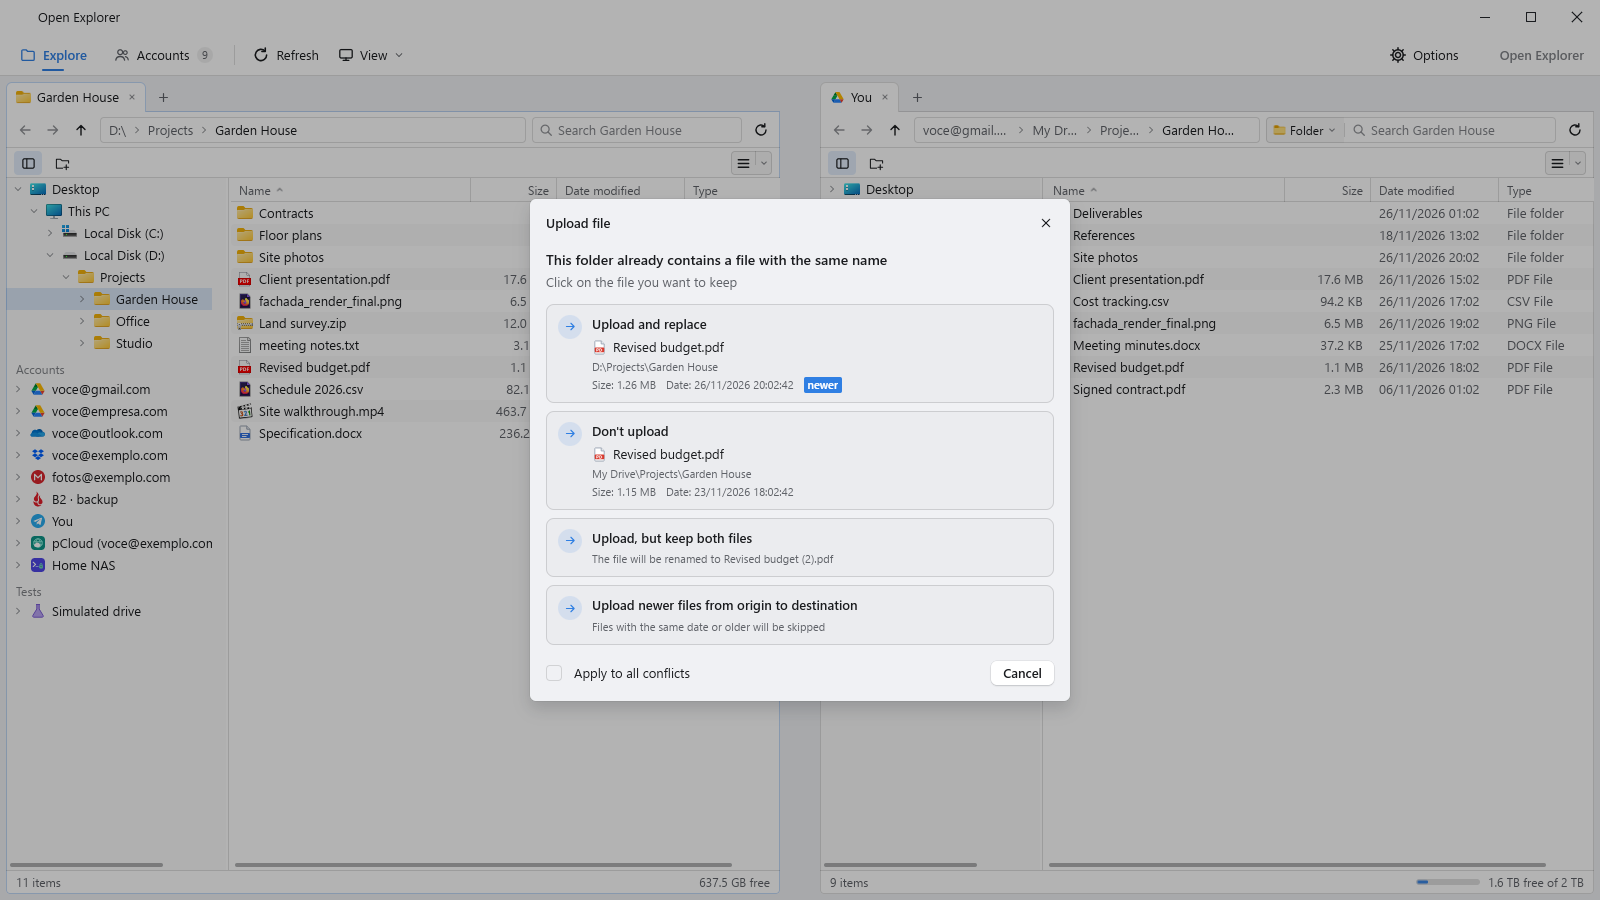 Open Explorer
Explore
Accounts 9
Refresh
View
Options
Open Explorer
Garden House
You
D:\ Projects Garden House
Search Garden House
voce@gmail.... My Dr... Proje... Garden Ho...
Folder
Search Garden House
Desktop
This PC
Local Disk (C:)
Local Disk (D:)
Projects
Garden House
Office
Studio
Accounts
voce@gmail.com
voce@empresa.com
voce@outlook.com
voce@exemplo.com
fotos@exemplo.com
B2 · backup
You
pCloud (voce@exemplo.con
Home NAS
Tests
Simulated drive
Name Size Date modified Type
Contracts
Floor plans
Site photos
Client presentation.pdf 17.6
fachada_render_final.png 6.5
Land survey.zip 12.0
meeting notes.txt 3.1
Revised budget.pdf 1.1
Schedule 2026.csv 82.1
Site walkthrough.mp4 463.7
Specification.docx 236.2
Upload file
This folder already contains a file with the same name
Click on the file you want to keep
Upload and replace
Revised budget.pdf
D:\Projects\Garden House
Size: 1.26 MB Date: 26/11/2026 20:02:42 newer
Don't upload
Revised budget.pdf
My Drive\Projects\Garden House
Size: 1.15 MB Date: 23/11/2026 18:02:42
Upload, but keep both files
The file will be renamed to Revised budget (2).pdf
Upload newer files from origin to destination
Files with the same date or older will be skipped
Apply to all conflicts
Cancel
Desktop
Name Size Date modified Type
Deliverables 26/11/2026 01:02 File folder
References 18/11/2026 13:02 File folder
Site photos 26/11/2026 20:02 File folder
Client presentation.pdf 17.6 MB 26/11/2026 15:02 PDF File
Cost tracking.csv 94.2 KB 26/11/2026 17:02 CSV File
fachada_render_final.png 6.5 MB 26/11/2026 19:02 PNG File
Meeting minutes.docx 37.2 KB 25/11/2026 17:02 DOCX File
Revised budget.pdf 1.1 MB 26/11/2026 18:02 PDF File
Signed contract.pdf 2.3 MB 06/11/2026 01:02 PDF File
11 items
637.5 GB free
9 items
1.6 TB free of 2 TB